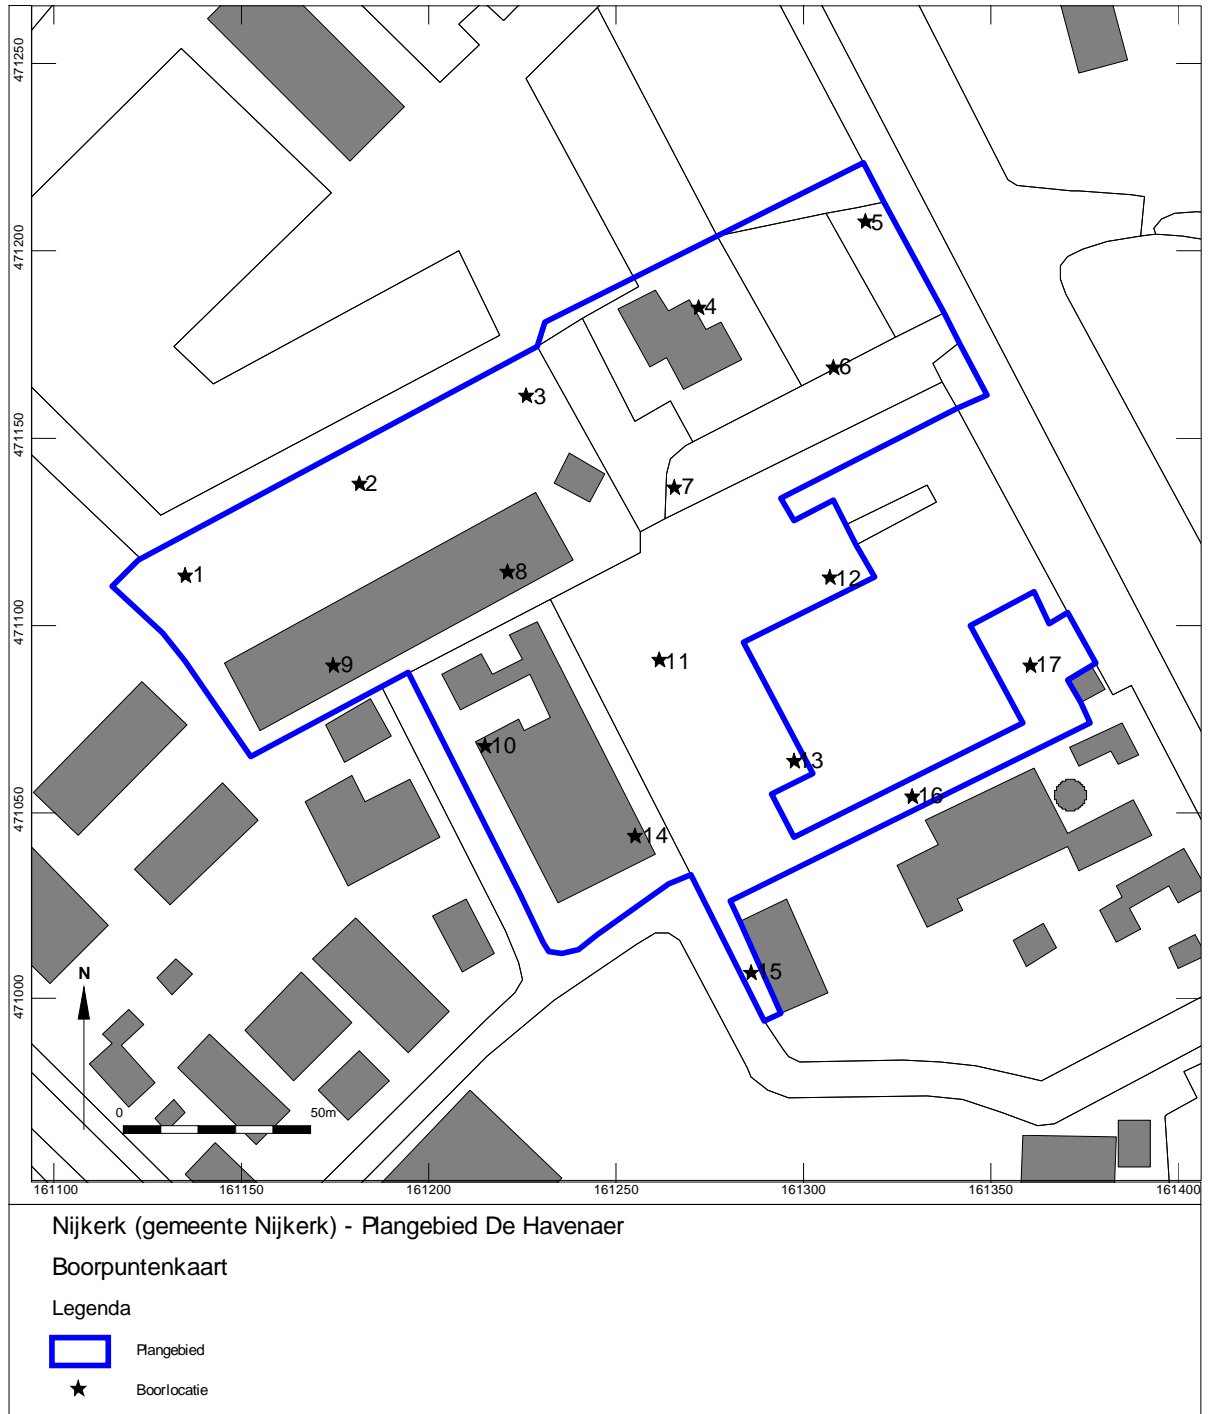 471250
471200
471150
471100
471050
471000
5
4
6
3
2
7
1
8
12
9
11
17
10
13
16
14
15
N
0 50m
161100 161150 161200 161250 161300 161350 161400
Nijkerk (gemeente Nijkerk) - Plangebied De Havenaer
Boorpuntenkaart
Legenda
Plangebied
Boorlocatie